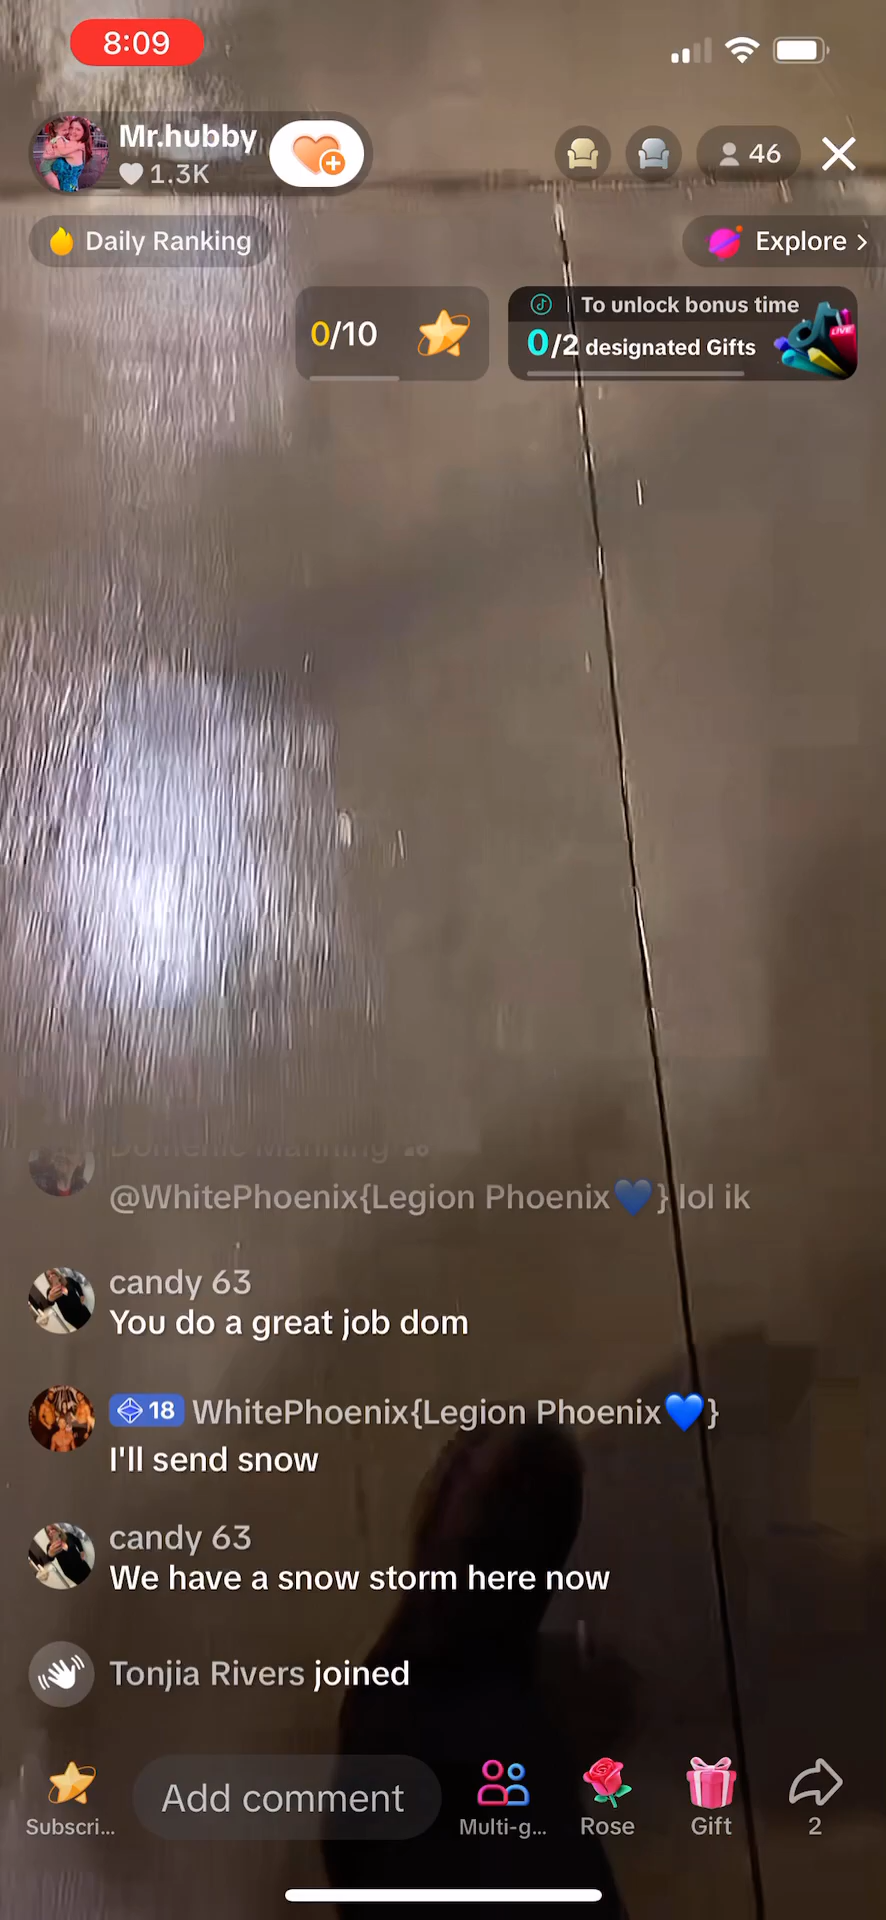 8:09
Mr.hubby
1.3K
46
Daily Ranking
Explore >
0/10
To unlock bonus time
0/2 designated Gifts
LIVE
@WhitePhoenix{Legion Phoenix💙} lol ik
candy 63
You do a great job dom
18 WhitePhoenix{Legion Phoenix💙}
I'll send snow
candy 63
We have a snow storm here now
Tonjia Rivers joined
Subscri...
Add comment
Multi-g...
Rose
Gift
2